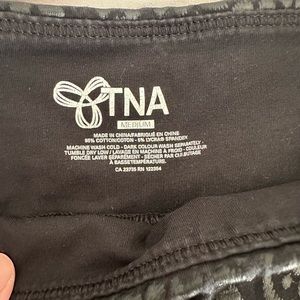 TNA
MEDIUM
MADE IN CHINA/FABRIQUÉ EN CHINE
95% COTTON/COTON - 5% LYCRA® SPANDEX
MACHINE WASH COLD - DARK COLOUR WASH SEPARATELY
TUMBLE DRY LOW / LAVAGE EN MACHINE A FROID - COULEUR
FONCÉE LAVER SÉPARÉMENT - SÉCHER PAR CULBUTAGE
A BASSE TEMPÉRATURE.
CA 23735 RN 122354